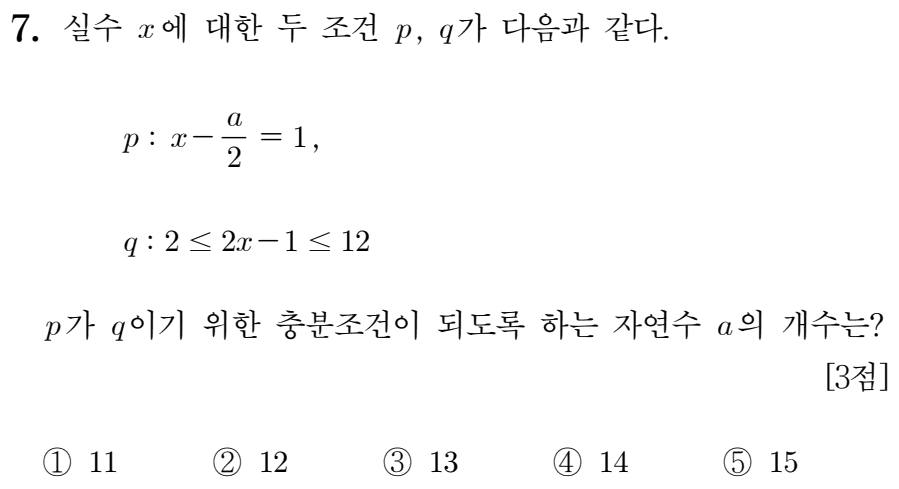 7. 실수 x에 대한 두 조건 p, q가 다음과 같다.
p : x − a/2 = 1,
q : 2 ≤ 2x − 1 ≤ 12
p가 q이기 위한 충분조건이 되도록 하는 자연수 a의 개수는?
[3점]
① 11 ② 12 ③ 13 ④ 14 ⑤ 15